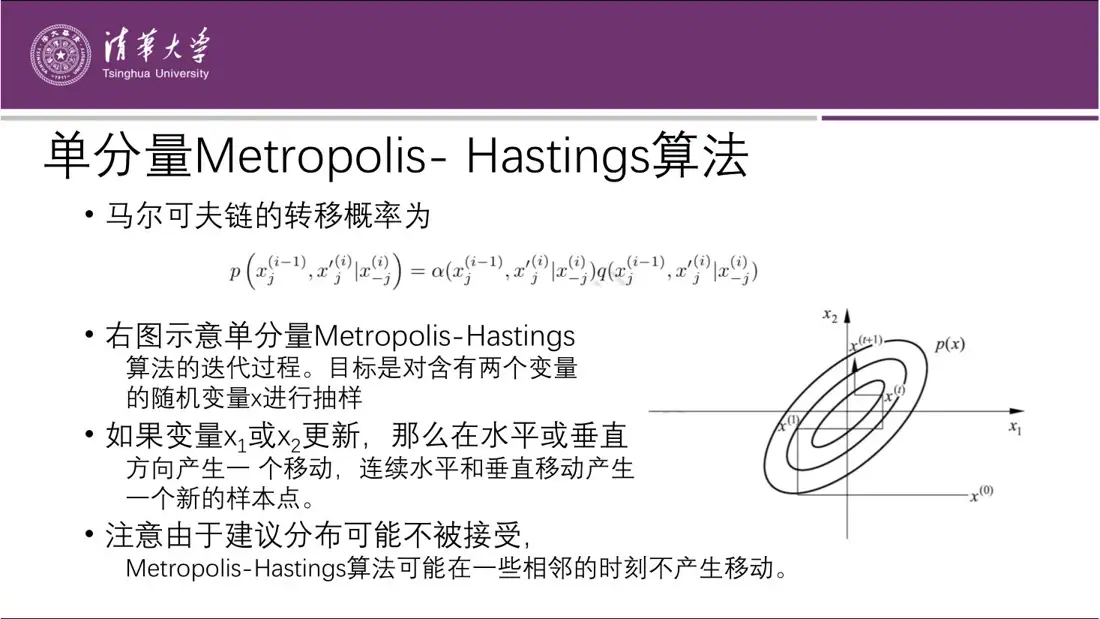 清华大学
Tsinghua University
单分量Metropolis- Hastings算法
• 马尔可夫链的转移概率为
p(x_j^{(i-1)}, x'_j^{(i)}|x_{-j}^{(i)}) = α(x_j^{(i-1)}, x'_j^{(i)}|x_{-j}^{(i)})q(x_j^{(i-1)}, x'_j^{(i)}|x_{-j}^{(i)})
• 右图示意单分量Metropolis-Hastings
算法的迭代过程。目标是对含有两个变量
的随机变量x进行抽样
• 如果变量x₁或x₂更新，那么在水平或垂直
方向产生一 个移动，连续水平和垂直移动产生
一个新的样本点。
• 注意由于建议分布可能不被接受，
Metropolis-Hastings算法可能在一些相邻的时刻不产生移动。
x₂
x^{(t+1)}
p(x)
x^{(t)}
x^{(1)}
x₁
x^{(0)}